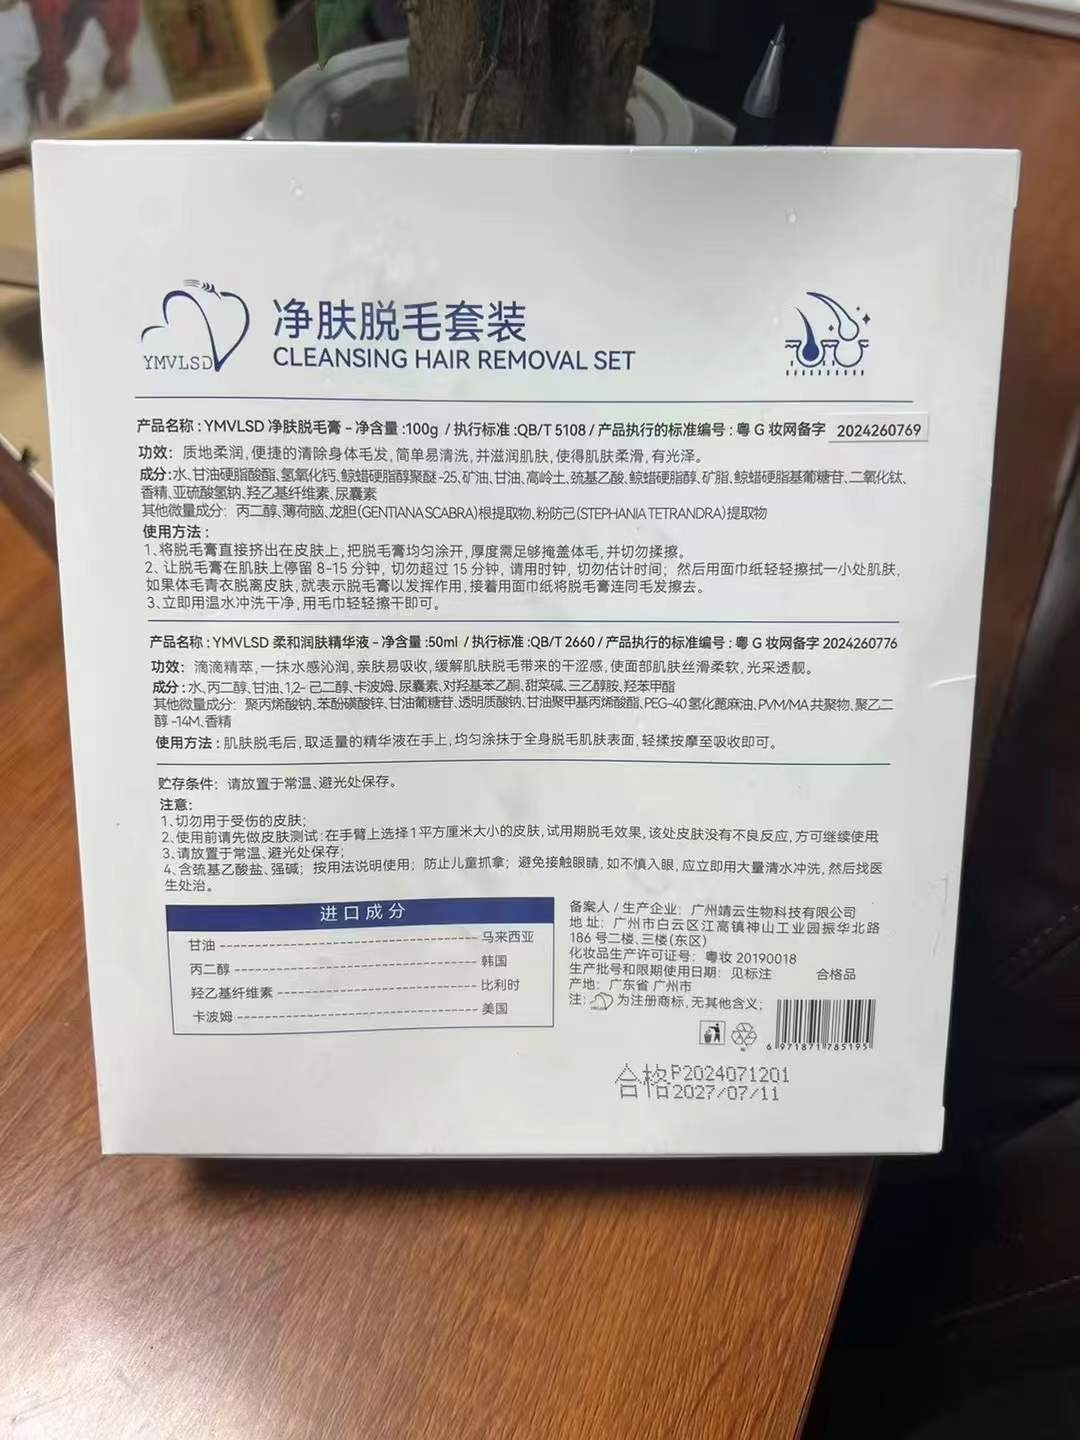 YMVLSD
净肤脱毛套装
CLEANSING HAIR REMOVAL SET
产品名称：YMVLSD 净肤脱毛膏 - 净含量 :100g / 执行标准 :QB/T 5108 / 产品执行的标准编号：粤 G 妆网备字 2024260769
功效：质地柔润，便捷的清除身体毛发，简单易清洗，并滋润肌肤，使得肌肤柔滑，有光泽。
成分：水、甘油硬脂酸酯、氢氧化钙、鲸蜡硬脂醇聚醚 -25、矿油、甘油、高岭土、巯基乙酸、鲸蜡硬脂醇、矿脂、鲸蜡硬脂基葡糖苷、二氧化钛、
香精、亚硫酸氢钠、羟乙基纤维素、尿囊素
其他微量成分：丙二醇、薄荷脑、龙胆(GENTIANA SCABRA)根提取物、粉防己(STEPHANIA TETRANDRA)提取物
使用方法：
1、将脱毛膏直接挤出在皮肤上，把脱毛膏均匀涂开，厚度需足够掩盖体毛，并切勿揉擦。
2、让脱毛膏在肌肤上停留 8-15 分钟，切勿超过 15 分钟，请用时钟，切勿估计时间；然后用面巾纸轻轻擦拭一小处肌肤，
如果体毛青衣脱离皮肤，就表示脱毛膏以发挥作用，接着用面巾纸将脱毛膏连同毛发擦去。
3、立即用温水冲洗干净，用毛巾轻轻擦干即可。
产品名称：YMVLSD 柔和润肤精华液 - 净含量 :50ml / 执行标准 :QB/T 2660 / 产品执行的标准编号：粤 G 妆网备字 2024260776
功效：滴滴精萃，一抹水感沁润，亲肤易吸收，缓解肌肤脱毛带来的干涩感，使面部肌肤丝滑柔软，光采透靓。
成分：水、丙二醇、甘油、1,2- 己二醇、卡波姆、尿囊素、对羟基苯乙酮、甜菜碱、三乙醇胺、羟苯甲酯
其他微量成分：聚丙烯酸钠、苯酚磺酸锌、甘油葡糖苷、透明质酸钠、甘油聚甲基丙烯酸酯、PEG-40 氢化蓖麻油、PVM/MA 共聚物、聚乙二
醇 -14M、香精
使用方法：肌肤脱毛后，取适量的精华液在手上，均匀涂抹于全身脱毛肌肤表面，轻揉按摩至吸收即可。
贮存条件：请放置于常温、避光处保存。
注意：
1、切勿用于受伤的皮肤；
2、使用前请先做皮肤测试：在手臂上选择 1 平方厘米大小的皮肤，试用期脱毛效果，该处皮肤没有不良反应，方可继续使用
3、请放置于常温、避光处保存；
4、含巯基乙酸盐、强碱；按用法说明使用；防止儿童抓拿；避免接触眼睛，如不慎入眼，应立即用大量清水冲洗，然后找医
生处治。
进口成分
甘油 ------ 马来西亚
丙二醇 ------ 韩国
羟乙基纤维素 ------ 比利时
卡波姆 ------ 美国
备案人 / 生产企业：广州靖云生物科技有限公司
地 址：广州市白云区江高镇神山工业园振华北路
186 号二楼、三楼（东区）
化妆品生产许可证号：粤妆 20190018
生产批号和限期使用日期：见标注 合格品
产地：广东省 广州市
注： 为注册商标，无其他含义；
6 971871 785195
合格 P2024071201
2027/07/11